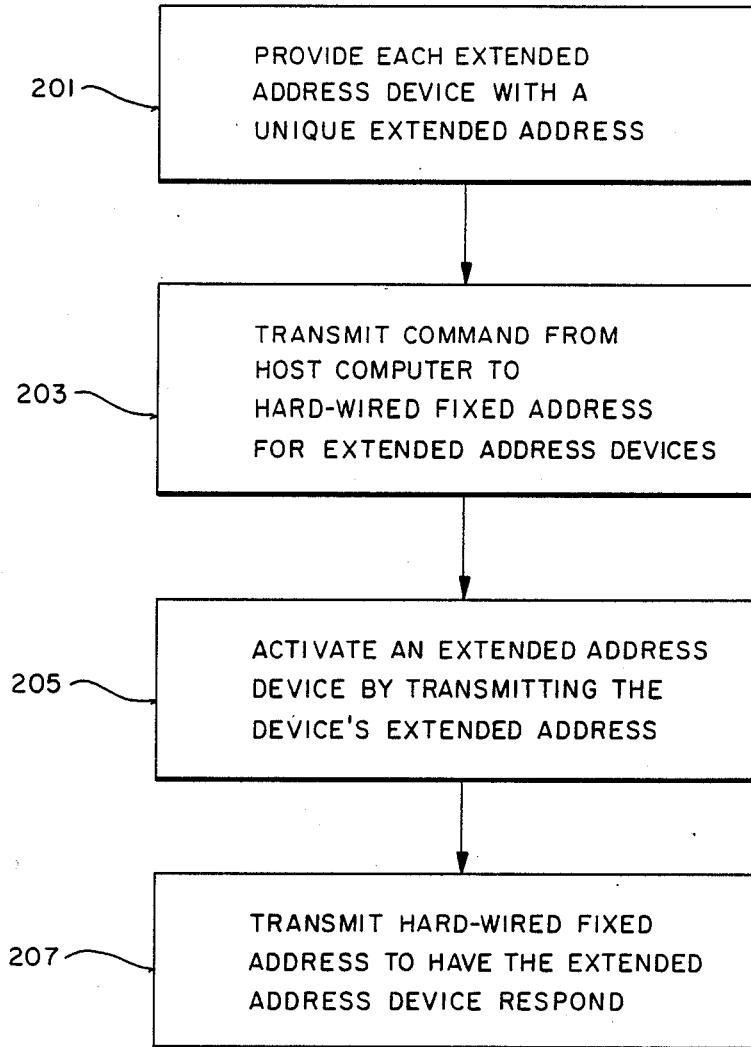 PROVIDE EACH EXTENDED
201
ADDRESS DEVICE WITH A
UNIQUE EXTENDED ADDRESS
TRANSMIT COMMAND FROM
HOST COMPUTER TO
203
HARD-WIRED FIXED ADDRESS
FOR EXTENDED ADDRESS DEVICES
ACTIVATE AN EXTENDED ADDRESS
205
DEVICE BY TRANSMITTING THE
DEVICE'S EXTENDED ADDRESS
TRANSMIT HARD-WIRED FIXED
207
ADDRESS TO HAVE THE EXTENDED
ADDRESS DEVICE RESPOND